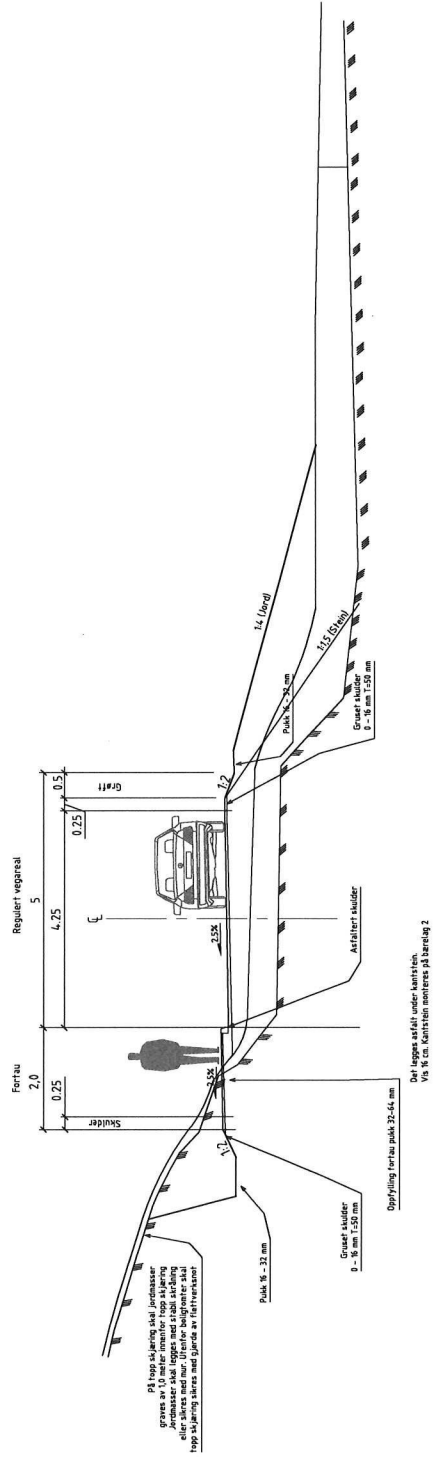 Fortau
2,0
0.25
Skulder
Regulert vegareal
5
4.25
0.25
0.5
Grøft
C̲L
2.5%
2.5%
1:2
1:2
1:4 (Jord)
1:1,5 (Stein)
Pukk 16 - 32 mm
Gruset skulder
0 - 16 mm T=50 mm
Asfaltert skulder
På topp skjæring skal jordmasser
graves av 1,0 meter innenfor topp skjæring
Jordmasser skal legges med stabil skråning
eller sikres med mur. Utenfor boligtomter skal
topp skjæring sikres med gjerde av flettverksnot
Pukk 16 - 32 mm
Gruset skulder
0 - 16 mm T=50 mm
Oppfylling fortau pukk 32-64 mm
Det legges asfalt under kantstein.
Vis 16 cm. Kantstein monteres på bærelag 2